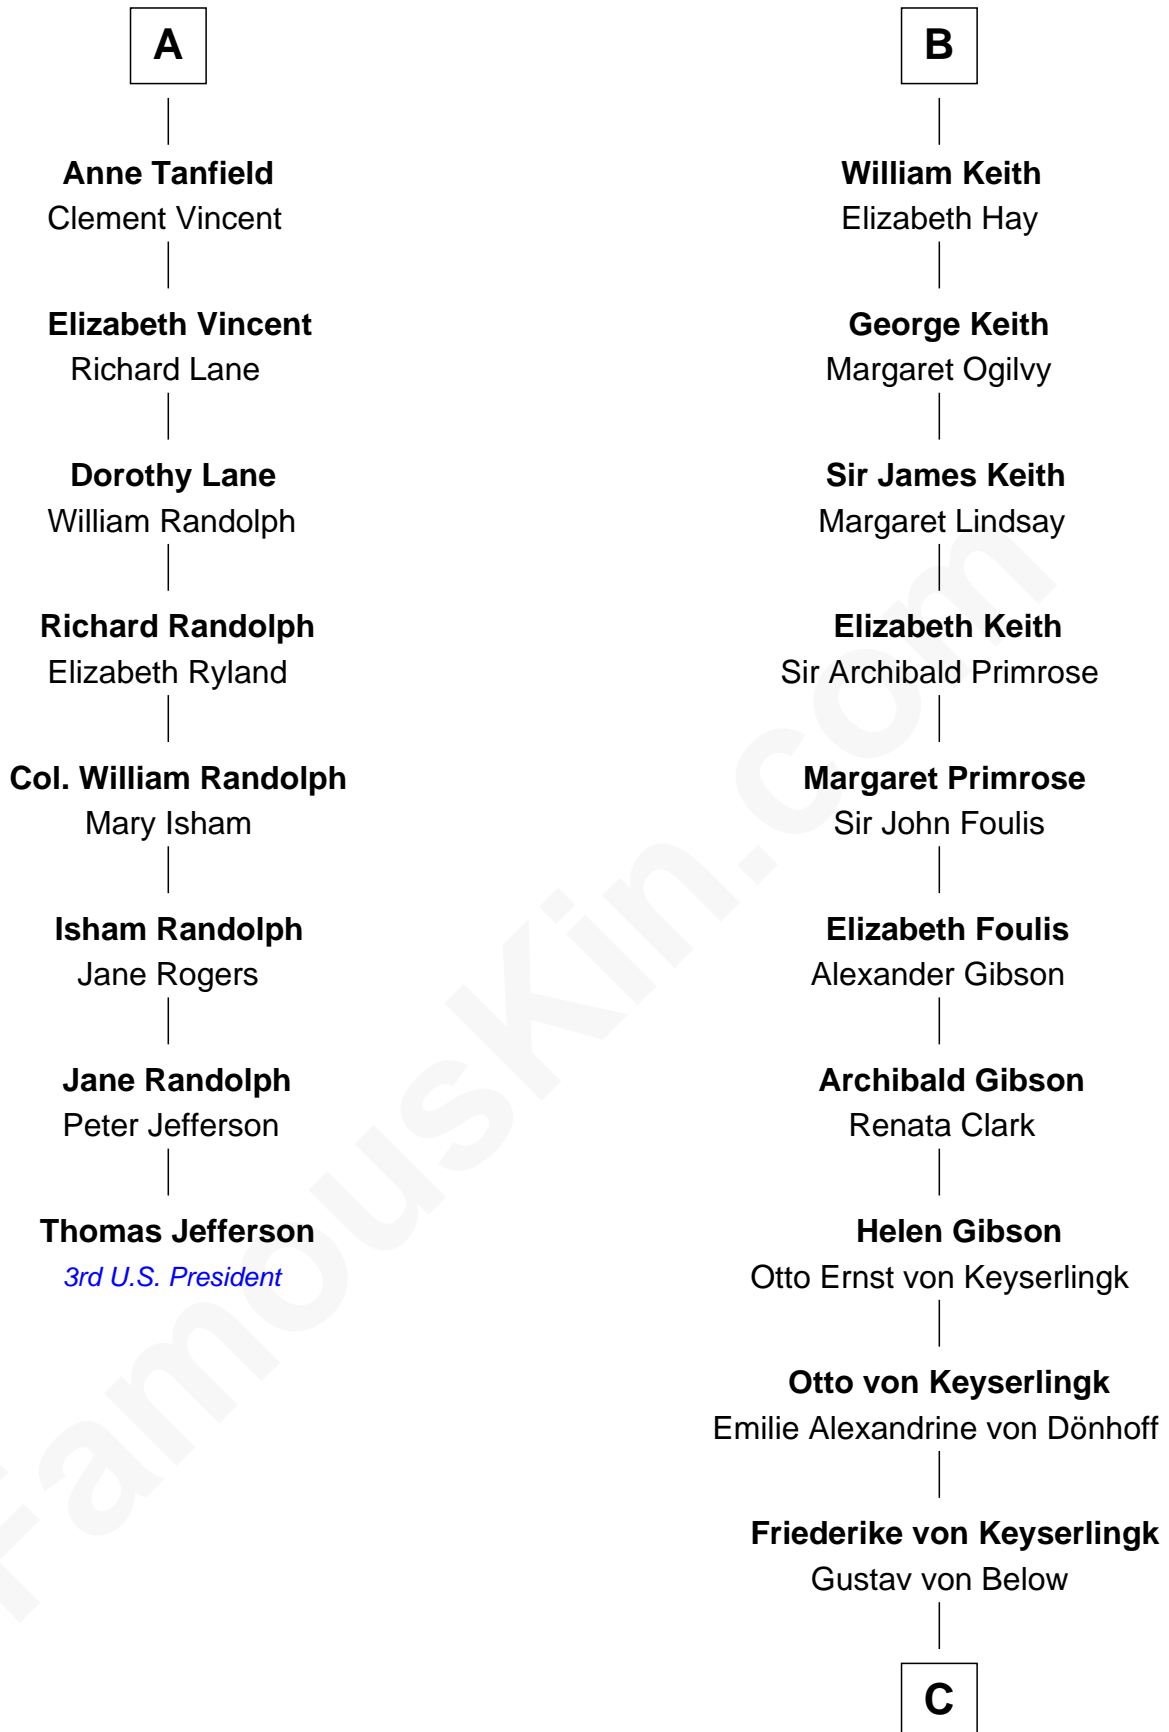 A
Anne Tanfield
Clement Vincent
Elizabeth Vincent
Richard Lane
Dorothy Lane
William Randolph
Richard Randolph
Elizabeth Ryland
Col. William Randolph
Mary Isham
Isham Randolph
Jane Rogers
Jane Randolph
Peter Jefferson
Thomas Jefferson
3rd U.S. President
B
William Keith
Elizabeth Hay
George Keith
Margaret Ogilvy
Sir James Keith
Margaret Lindsay
Elizabeth Keith
Sir Archibald Primrose
Margaret Primrose
Sir John Foulis
Elizabeth Foulis
Alexander Gibson
Archibald Gibson
Renata Clark
Helen Gibson
Otto Ernst von Keyserlingk
Otto von Keyserlingk
Emilie Alexandrine von Dönhoff
Friederike von Keyserlingk
Gustav von Below
C
FamousKin.com